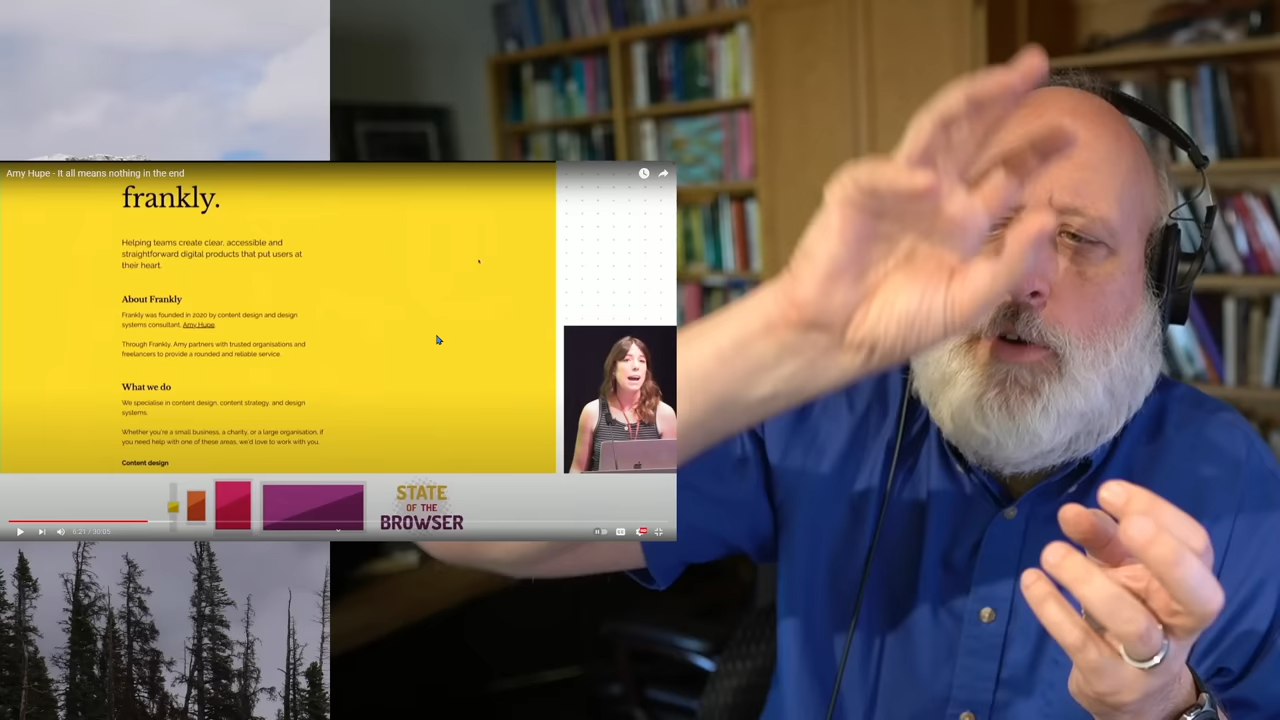 Amy Hupe - It all means nothing in the end
frankly.
Helping teams create clear, accessible and
straightforward digital products that put users at
their heart.
About Frankly
Frankly was founded in 2020 by content design and design
systems consultant, Amy Hupe.
Through Frankly, Amy partners with trusted organisations and
freelancers to provide a rounded and reliable service.
What we do
We specialise in content design, content strategy, and design
systems.
Whether you're a small business, a charity, or a large organisation, if
you need help with one of these areas, we'd love to work with you.
Content design
STATE
OF THE
BROWSER
6:21 / 30:05
CC